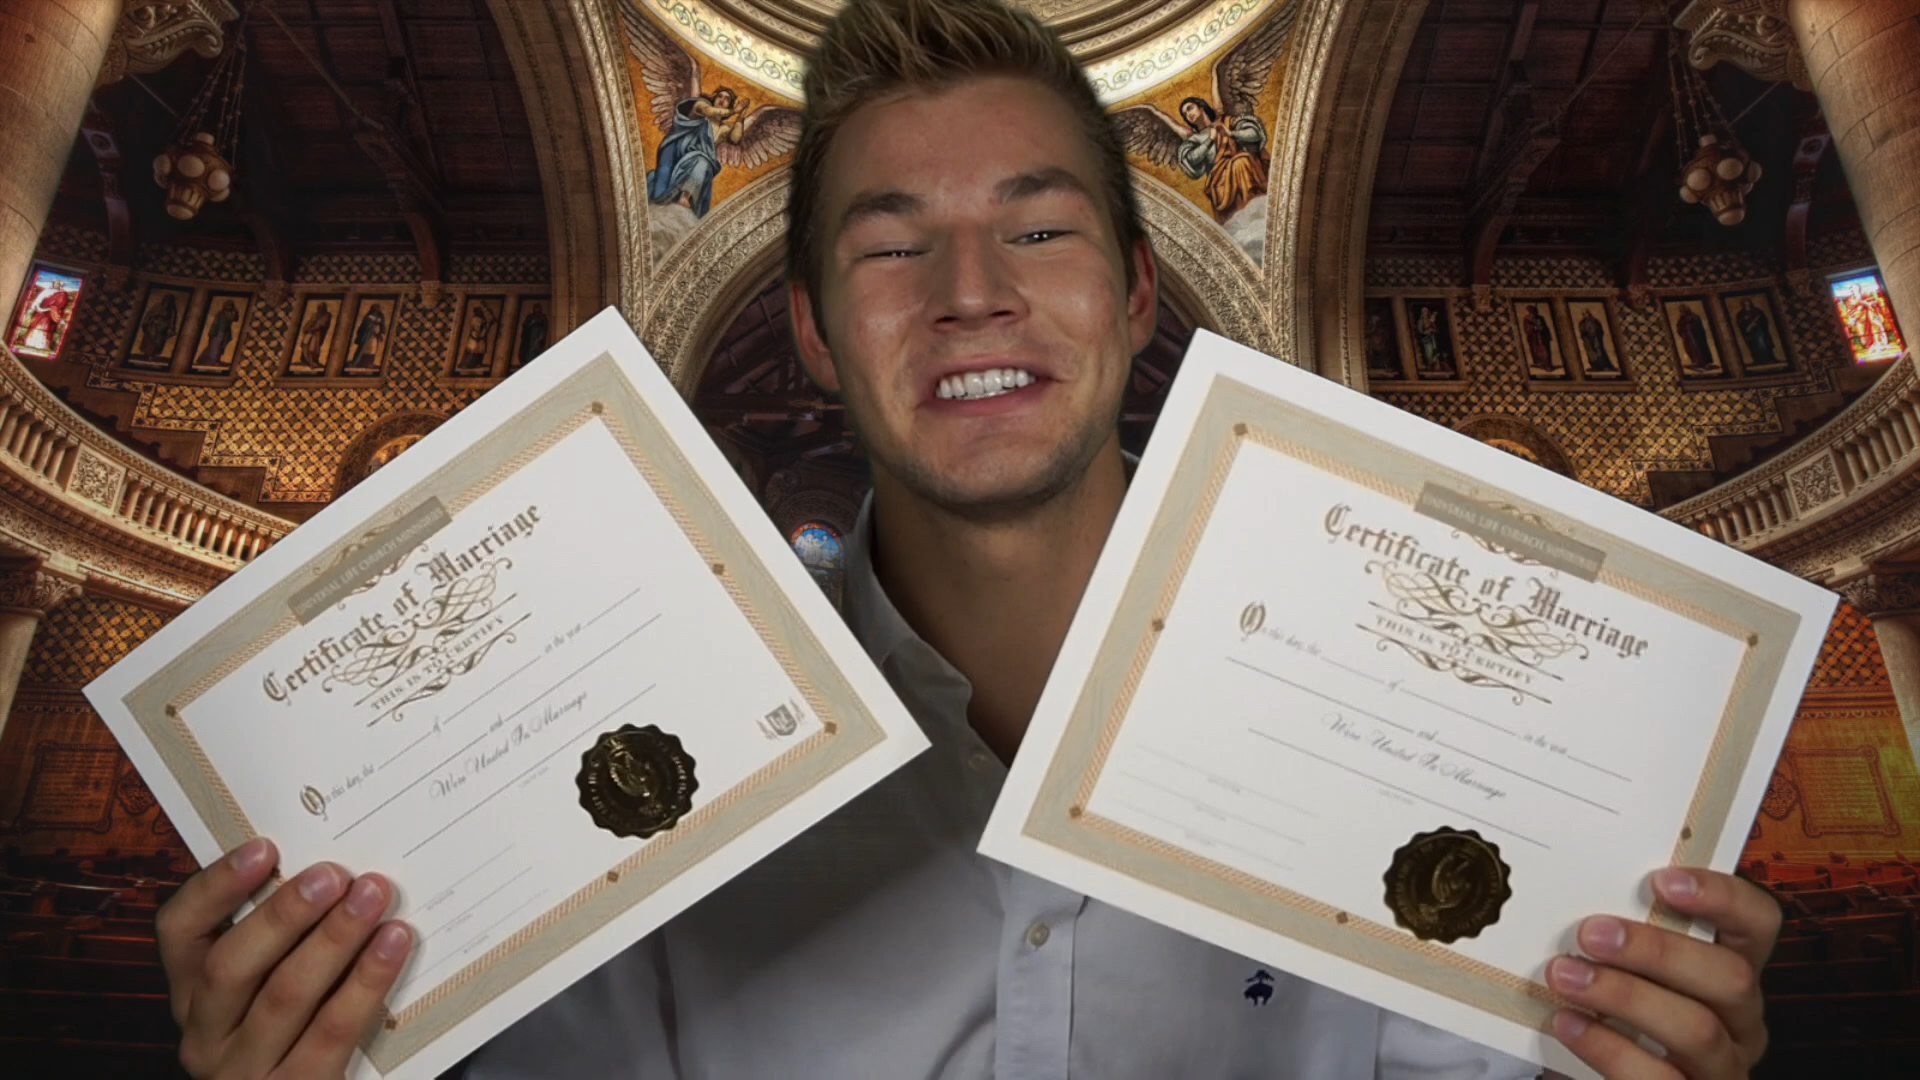 UNIVERSAL LIFE CHURCH MINISTRIES
Certificate of Marriage
THIS IS TO CERTIFY
On this day, the
of
in the year
and
Were United In Marriage
UNIVERSAL LIFE CHURCH MINISTRIES
Certificate of Marriage
THIS IS TO CERTIFY
On this day, the
of
in the year
and
Were United In Marriage